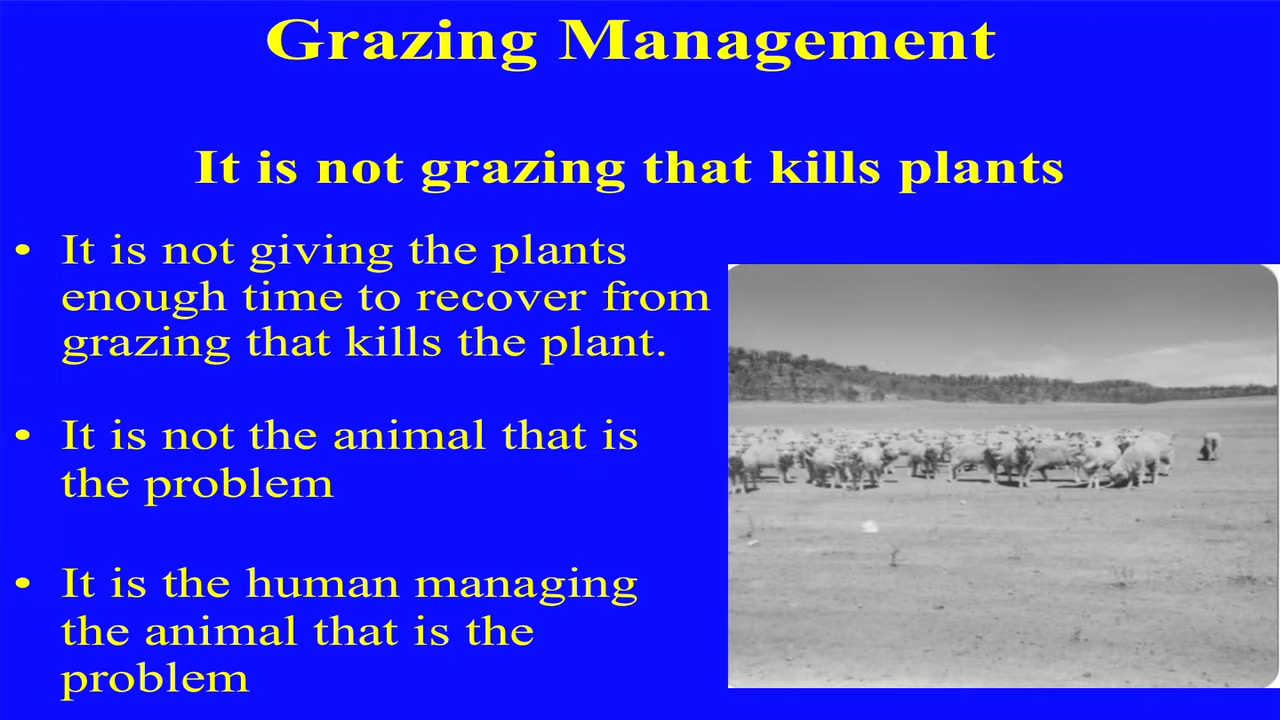 Grazing Management
It is not grazing that kills plants
• It is not giving the plants
enough time to recover from
grazing that kills the plant.
• It is not the animal that is
the problem
• It is the human managing
the animal that is the
problem